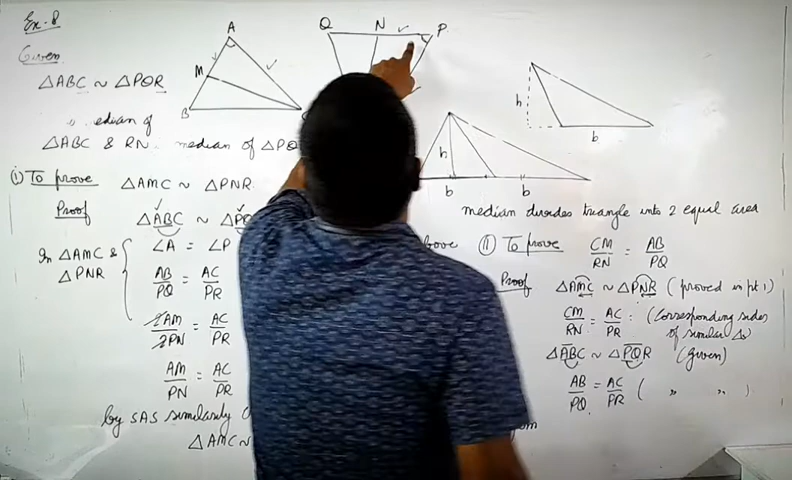 Ex. 8
Given
△ABC ~ △PQR
edian of
△ABC & RN. median of △PQ
(i) To prove △AMC ~ △PNR
Proof
△ABC ~ △PQ
In △AMC &
△PNR
∠A = ∠P
AB/PQ = AC/PR
2AM/2PN = AC/PR
AM/PN = AC/PR
by SAS similarity
△AMC ~
A
M
B
Q N P
h
b b
h
b
median divides triangle into 2 equal area
above
(ii) To prove CM/RN = AB/PQ
Proof
△AMC ~ △PNR (proved in pt 1)
CM/RN = AC/PR : (corresponding sides
of similar △s)
△ABC ~ △PQR (Given)
AB/PQ = AC/PR ( " " )